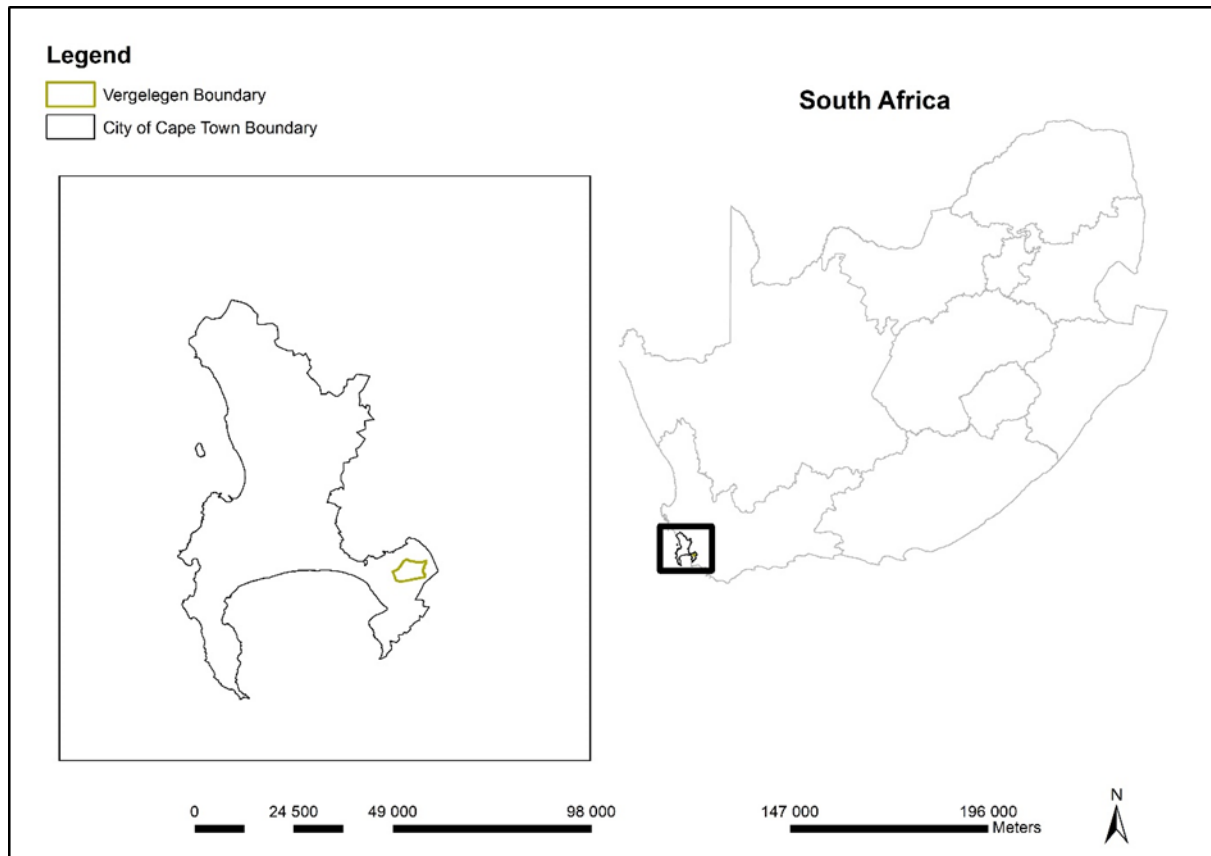 Legend
Vergelegen Boundary
City of Cape Town Boundary
South Africa
0 24 500 49 000 98 000 147 000 196 000
Meters
N